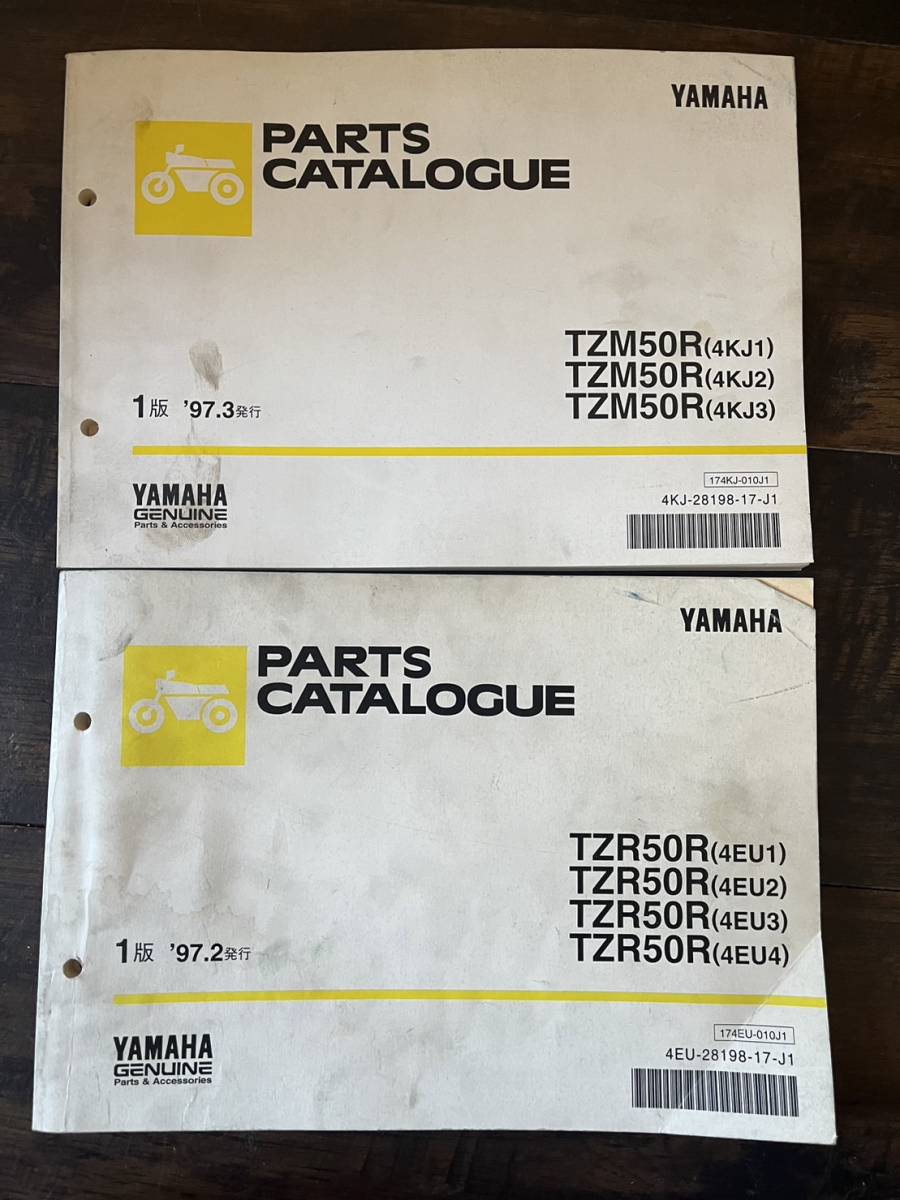 YAMAHA
PARTS
CATALOGUE
TZM50R(4KJ1)
TZM50R(4KJ2)
TZM50R(4KJ3)
1版 ’97.3発行
174KJ-010J1
4KJ-28198-17-J1
YAMAHA
GENUINE
Parts & Accessories
YAMAHA
PARTS
CATALOGUE
TZR50R(4EU1)
TZR50R(4EU2)
TZR50R(4EU3)
TZR50R(4EU4)
1版 ’97.2発行
174EU-010J1
4EU-28198-17-J1
YAMAHA
GENUINE
Parts & Accessories